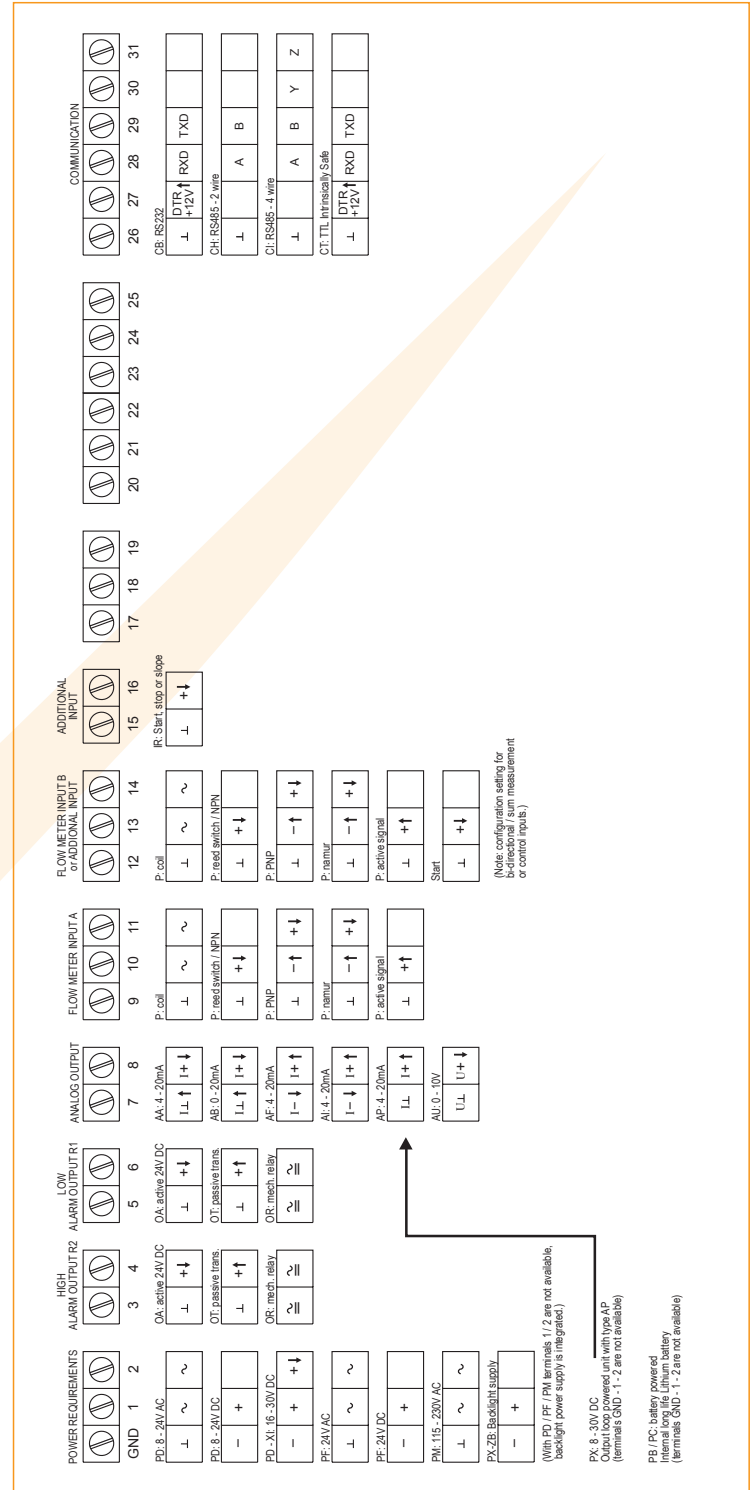 POWER REQUIREMENTS
GND 1 2
PD: 8 - 24V AC
⊥ ~ ~
PD: 8 - 24V DC
− +
PD - XI: 16 - 30V DC
− + +↓
PF: 24V AC
⊥ ~ ~
PF: 24V DC
− +
PM: 115 - 230V AC
⊥ ~ ~
PX-ZB: Backlight supply
− +
(With PD / PF / PM terminals 1 / 2 are not available,
backlight power supply is integrated.)
PX: 8 - 30V DC
Output loop powered unit with type AP
(terminals GND - 1 - 2 are not available)
PB / PC: battery powered
Internal long life Lithium battery
(terminals GND - 1 - 2 are not available)
HIGH
ALARM OUTPUT R2
3 4
OA: active 24V DC
⊥ +↓
OT: passive trans.
⊥ +↑
OR: mech. relay
≅ ≅
LOW
ALARM OUTPUT R1
5 6
OA: active 24V DC
⊥ +↓
OT: passive trans.
⊥ +↑
OR: mech. relay
≅ ≅
ANALOG OUTPUT
7 8
AA: 4 - 20mA
I⊥↑ I+↓
AB: 0 - 20mA
I⊥↑ I+↓
AF: 4 - 20mA
I−↓ I+↑
AI: 4 - 20mA
I−↓ I+↑
AP: 4 - 20mA
I⊥ I+↑
AU: 0 - 10V
U⊥ U+↓
FLOW METER INPUT A
9 10 11
P: coil
⊥ ~ ~
P: reed switch / NPN
⊥ +↓
P: PNP
⊥ −↑ +↓
P: namur
⊥ −↑ +↓
P: active signal
⊥ +↑
FLOW METER INPUT B
or ADDIONAL INPUT
12 13 14
P: coil
⊥ ~ ~
P: reed switch / NPN
⊥ +↓
P: PNP
⊥ −↑ +↓
P: namur
⊥ −↑ +↓
P: active signal
⊥ +↑
Start
⊥ +↓
(Note: configuration setting for
bi-directional / sum measurement
or control inputs.)
ADDITIONAL
INPUT
15 16
IR: Start, stop or slope
⊥ +↓
17 18 19
20 21 22 23 24 25
COMMUNICATION
26 27 28 29 30 31
CB: RS232
⊥ DTR +12V↑ RXD TXD
CH: RS485 - 2 wire
⊥ A B
CI: RS485 - 4 wire
⊥ A B Y Z
CT: TTL Intrinsically Safe
⊥ DTR +12V↑ RXD TXD